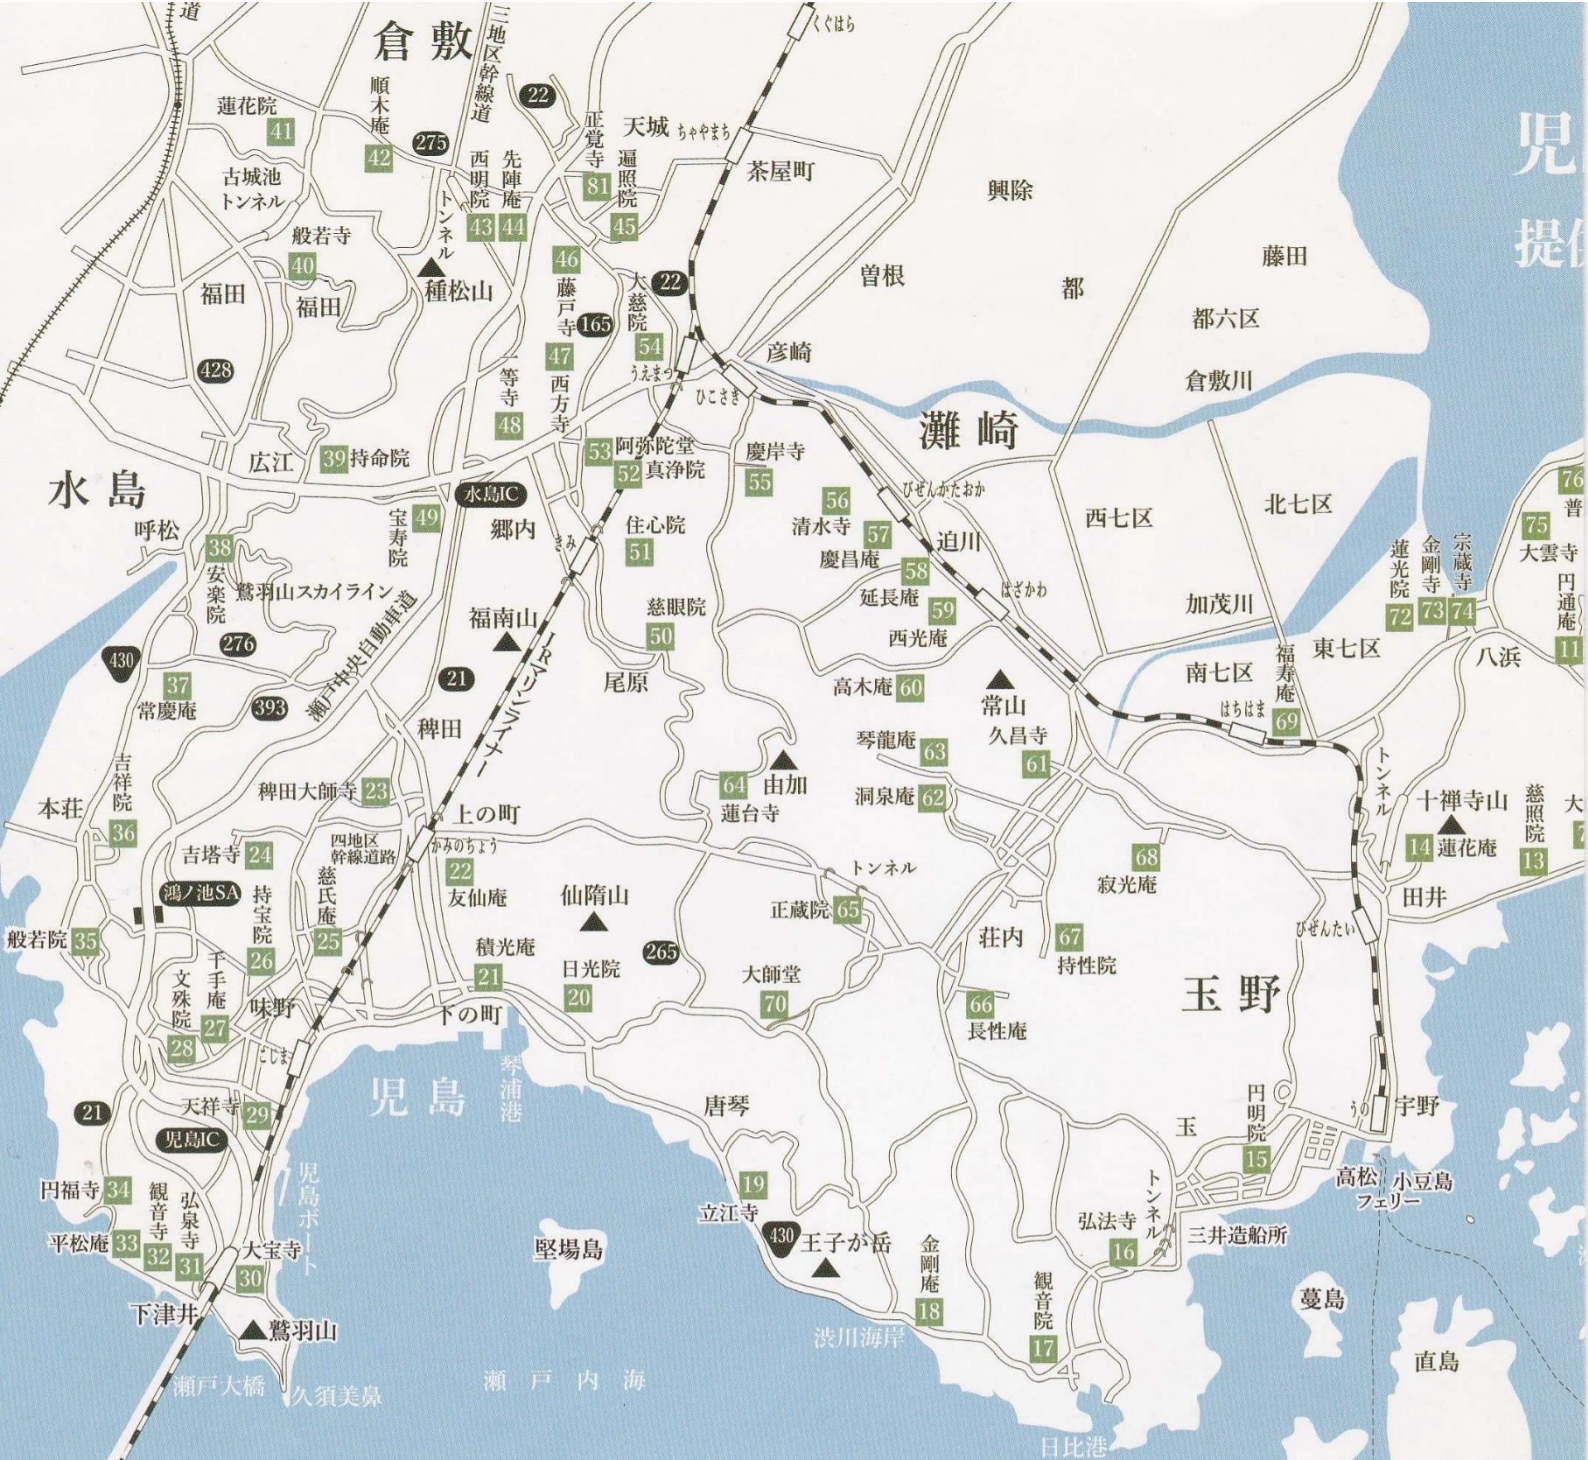 道
倉敷
三地区幹線道
くぐはら
順木庵
42
蓮花院
41
275
22
正覚寺
81
天城
ちゃやまち
茶屋町
児
提
西明院
43
先陣庵
44
遍照院
45
古城池
トンネル
トンネル
興除
般若寺
40
46
藤戸寺
種松山
福田
福田
大慈院
54
22
曽根
都
藤田
165
都六区
428
一等寺
48
47
西方寺
うえまつ
ひこさき
彦崎
倉敷川
灘崎
水島
広江
39
持命院
53
阿弥陀堂
52
真浄院
慶岸寺
55
水島IC
びぜんかたおか
56
清水寺
西七区
北七区
76
普
呼松
49
宝寿院
郷内
きみ
住心院
51
57
慶昌庵
迫川
75
大雲寺
38
安楽院
蓮光院
72
金剛寺
73
宗蔵寺
74
円通庵
11
鷲羽山スカイライン
瀬戸中央自動車道
58
延長庵
はざかわ
加茂川
福南山
慈眼院
50
59
西光庵
276
430
JRマリンライナー
東七区
八浜
37
常慶庵
393
21
尾原
高木庵
60
常山
南七区
福寿庵
69
はちはま
稗田
琴龍庵
63
久昌寺
61
吉祥院
36
トンネル
本荘
稗田大師寺
23
64
蓮台寺
由加
洞泉庵
62
十禅寺山
慈照院
13
大
上の町
かみのちょう
四地区
幹線道路
吉塔寺
24
14
蓮花庵
68
寂光庵
トンネル
鴻ノ池SA
持宝院
26
慈氏庵
25
22
友仙庵
仙隋山
正蔵院
65
田井
びぜんたい
般若院
35
荘内
67
持性院
積光庵
21
日光院
20
265
大師堂
70
玉野
文殊院
28
千手庵
27
味野
下の町
66
長性庵
こじま
児島
琴浦港
唐琴
21
天祥寺
29
児島IC
玉
円明院
15
うの
宇野
児島ボート
円福寺
34
観音寺
32
弘泉寺
31
19
立江寺
トンネル
高松
小豆島
フェリー
平松庵
33
大宝寺
30
竪場島
430
王子が岳
金剛庵
18
弘法寺
16
三井造船所
下津井
鷲羽山
観音院
17
蔓島
渋川海岸
瀬戸大橋
久須美鼻
瀬戸内海
直島
日比港